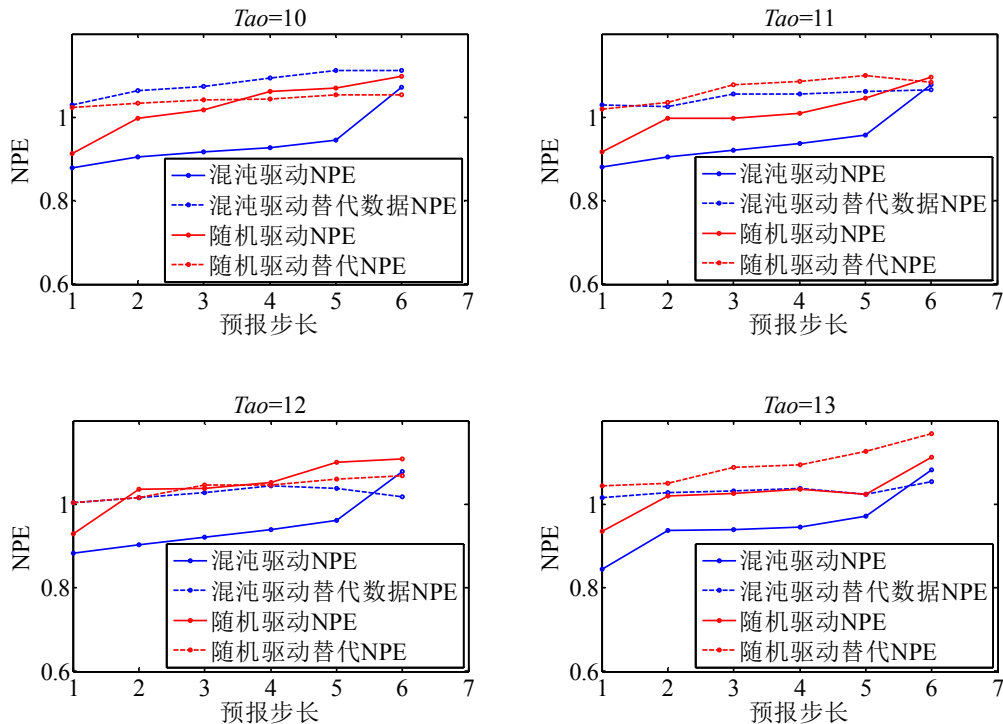 Tao=10
NPE
1
0.8
0.6
混沌驱动NPE
混沌驱动替代数据NPE
随机驱动NPE
随机驱动替代NPE
1 2 3 4 5 6 7
预报步长
Tao=11
NPE
1
0.8
0.6
混沌驱动NPE
混沌驱动替代数据NPE
随机驱动NPE
随机驱动替代NPE
1 2 3 4 5 6 7
预报步长
Tao=12
NPE
1
0.8
0.6
混沌驱动NPE
混沌驱动替代数据NPE
随机驱动NPE
随机驱动替代NPE
1 2 3 4 5 6 7
预报步长
Tao=13
NPE
1
0.8
0.6
混沌驱动NPE
混沌驱动替代数据NPE
随机驱动NPE
随机驱动替代NPE
1 2 3 4 5 6 7
预报步长